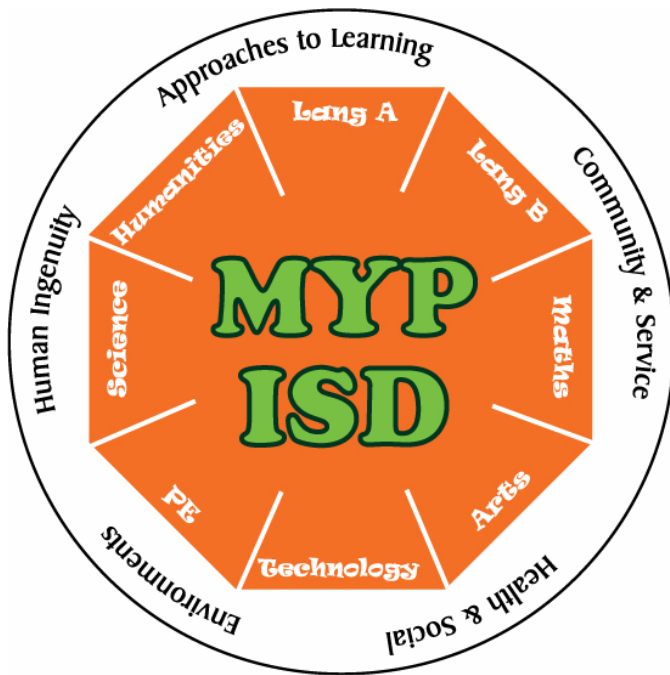 Approaches to Learning
Community & Service
Health & Social
Environments
Human Ingenuity
Lang A
Lang B
Maths
Arts
Technology
PE
Science
Humanities
MYP
ISD